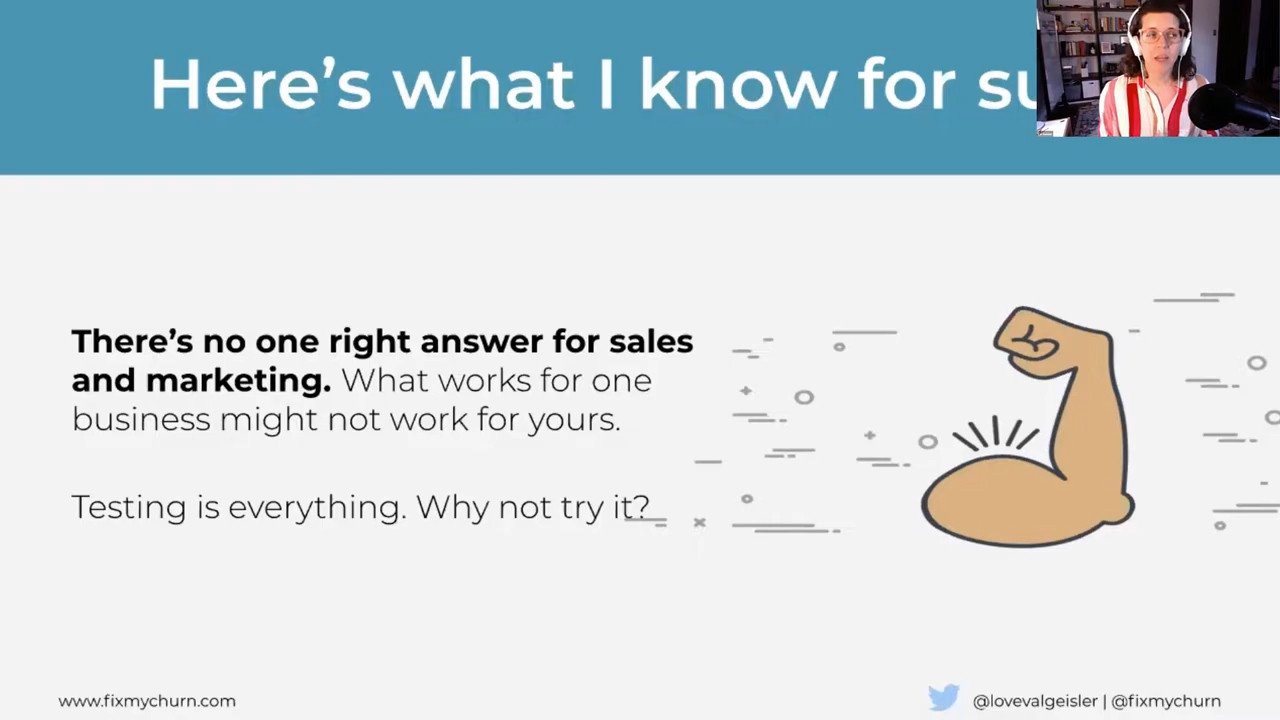 Here's what I know for su
There's no one right answer for sales
and marketing. What works for one
business might not work for yours.
Testing is everything. Why not try it?
www.fixmychurn.com
@lovevalgeisler | @fixmychurn